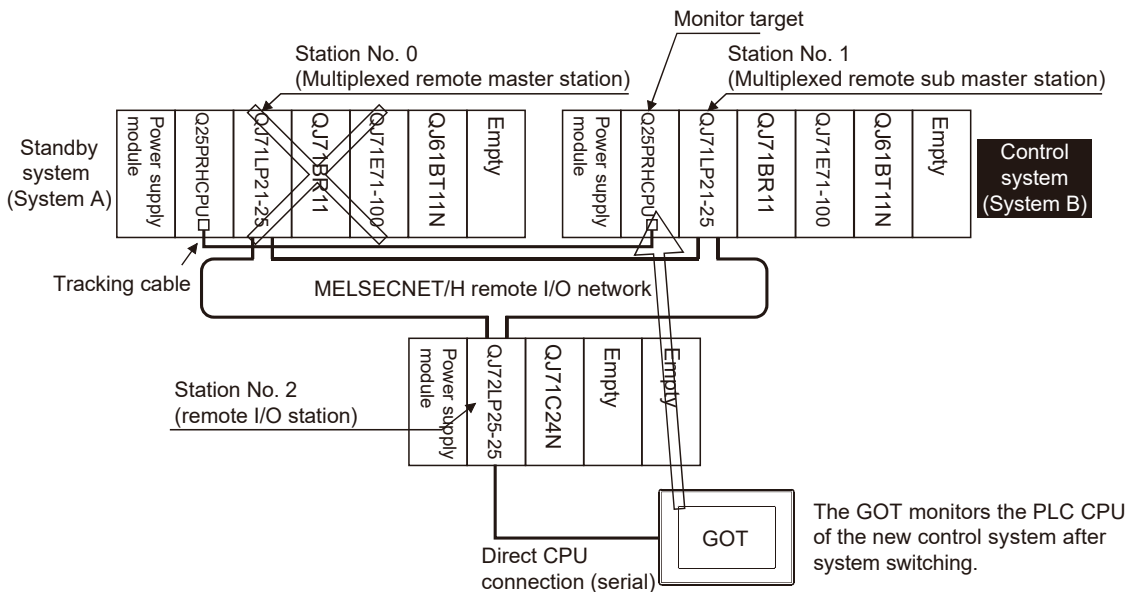 Monitor target
Station No. 0
(Multiplexed remote master station)
Station No. 1
(Multiplexed remote sub master station)
Standby
system
(System A)
Power supply
module
Q25PRHCPU
QJ71LP21-25
QJ71BR11
QJ71E71-100
QJ61BT11N
Empty
Power supply
module
Q25PRHCPU
QJ71LP21-25
QJ71BR11
QJ71E71-100
QJ61BT11N
Empty
Control
system
(System B)
Tracking cable
MELSECNET/H remote I/O network
Station No. 2
(remote I/O station)
Power supply
module
QJ72LP25-25
QJ71C24N
Empty
Empty
Direct CPU
connection (serial)
GOT
The GOT monitors the PLC CPU
of the new control system after
system switching.